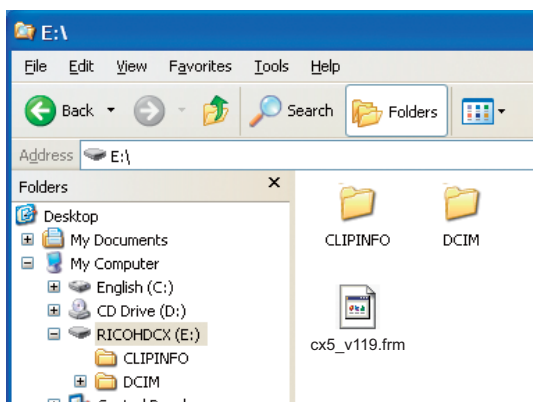 E:\
File Edit View Favorites Tools Help
Back Search Folders
Address E:\
Folders x
Desktop
My Documents
My Computer
English (C:)
CD Drive (D:)
RICOHDCX (E:)
CLIPINFO
DCIM
CLIPINFO DCIM
cx5_v119.frm